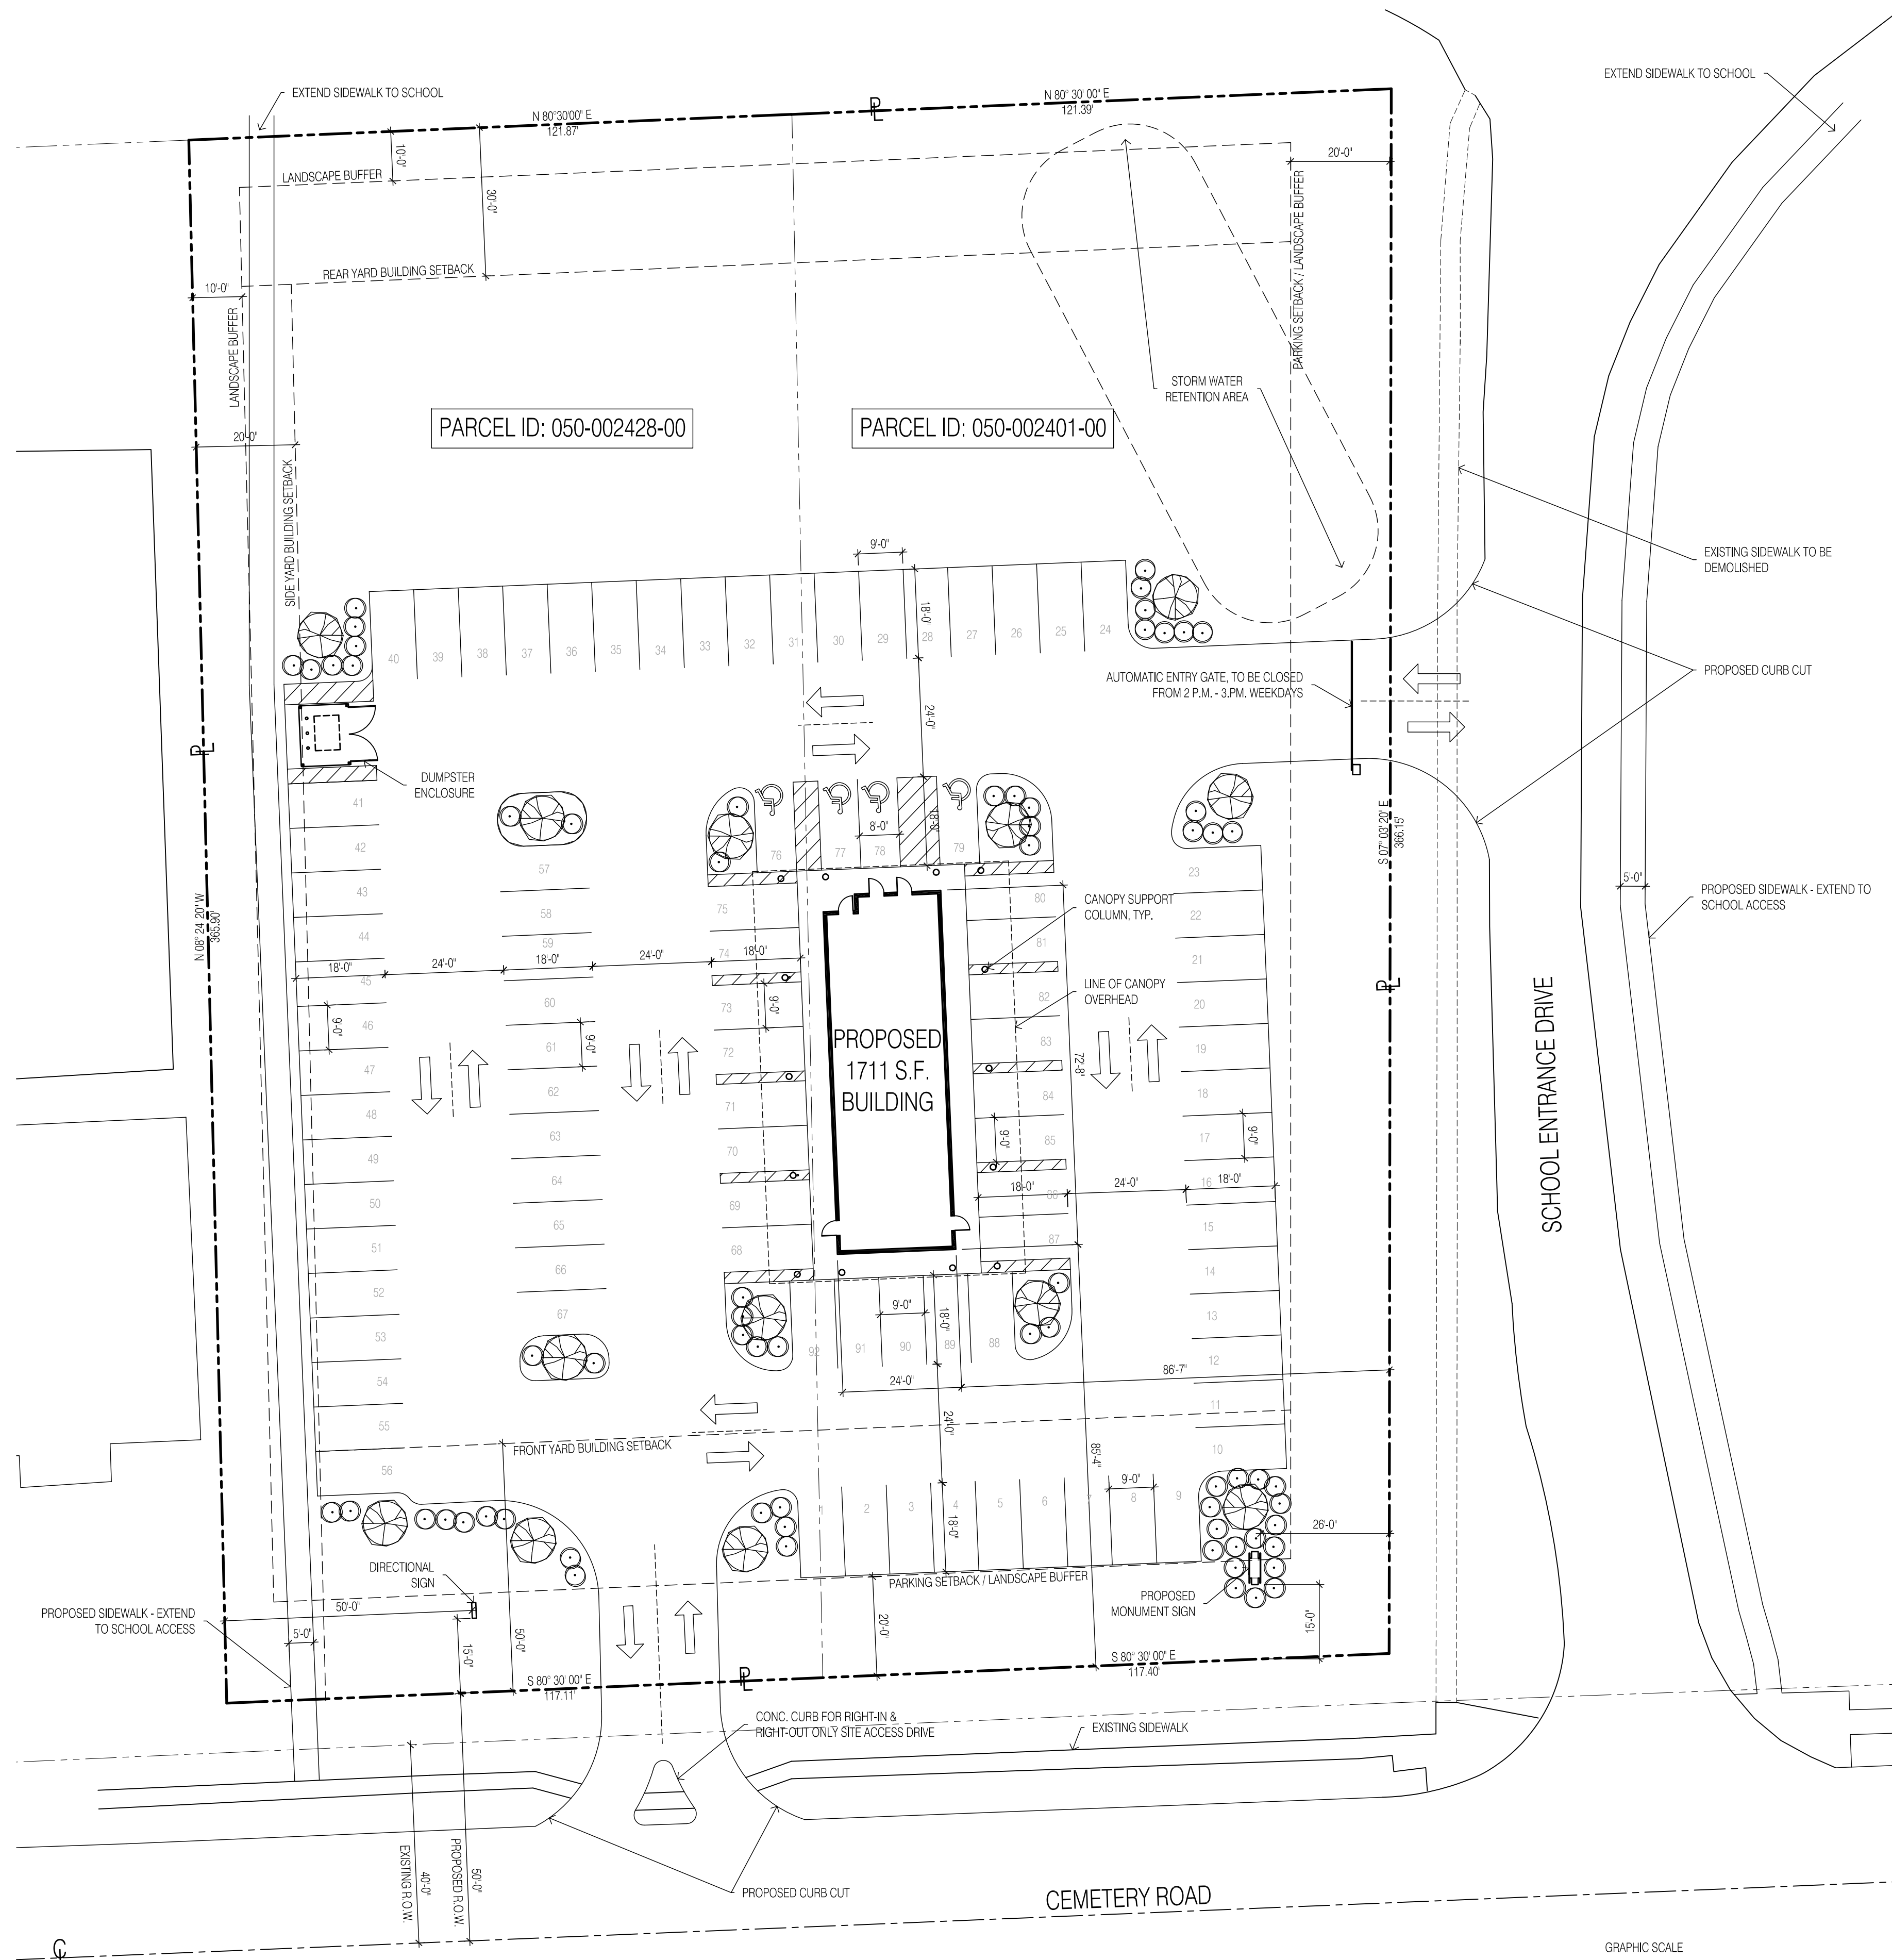 EXTEND SIDEWALK TO SCHOOL
N 80°30'00" E
121.87'
PL
N 80° 30' 00" E
121.39'
EXTEND SIDEWALK TO SCHOOL
10'-0"
30'-0"
20'-0"
LANDSCAPE BUFFER
REAR YARD BUILDING SETBACK
10'-0"
LANDSCAPE BUFFER
20'-0"
SIDE YARD BUILDING SETBACK
PARKING SETBACK / LANDSCAPE BUFFER
STORM WATER
RETENTION AREA
PARCEL ID: 050-002428-00
PARCEL ID: 050-002401-00
EXISTING SIDEWALK TO BE
DEMOLISHED
9'-0"
18'-0"
40
39
38
37
36
35
34
33
32
31
30
29
28
27
26
25
24
AUTOMATIC ENTRY GATE, TO BE CLOSED
FROM 2 P.M. - 3.PM. WEEKDAYS
PROPOSED CURB CUT
24'-0"
PL
DUMPSTER
ENCLOSURE
8'-0"
18'-0"
76
77
78
79
S 07° 03' 20" E
366.15'
N 08° 24' 20" W
365.90'
41
42
43
44
45
46
47
48
49
50
51
52
53
54
55
56
57
58
59
60
61
62
63
64
65
66
67
75
74
73
72
71
70
69
68
80
81
82
83
84
85
86
87
23
22
21
20
19
18
17
16
15
14
13
12
11
10
CANOPY SUPPORT
COLUMN, TYP.
LINE OF CANOPY
OVERHEAD
5'-0"
PROPOSED SIDEWALK - EXTEND TO
SCHOOL ACCESS
18'-0"
24'-0"
18'-0"
24'-0"
18'-0"
9'-0"
9'-0"
9'-0"
PL
PROPOSED
1711 S.F.
BUILDING
72'-8"
9'-0"
9'-0"
18'-0"
24'-0"
18'-0"
SCHOOL ENTRANCE DRIVE
9'-0"
18'-0"
92
91
90
89
88
24'-0"
86'-7"
24'-0"
FRONT YARD BUILDING SETBACK
85'-4"
9'-0"
1
2
3
4
5
6
7
8
9
18'-0"
26'-0"
DIRECTIONAL
SIGN
PARKING SETBACK / LANDSCAPE BUFFER
PROPOSED
MONUMENT SIGN
PROPOSED SIDEWALK - EXTEND
TO SCHOOL ACCESS
50'-0"
5'-0"
15'-0"
50'-0"
20'-0"
15'-0"
S 80° 30' 00" E
117.11'
PL
S 80° 30' 00" E
117.40'
CONC. CURB FOR RIGHT-IN &
RIGHT-OUT ONLY SITE ACCESS DRIVE
EXISTING SIDEWALK
EXISTING R.O.W.
40'-0"
PROPOSED R.O.W.
50'-0"
PROPOSED CURB CUT
CEMETERY ROAD
CL
GRAPHIC SCALE